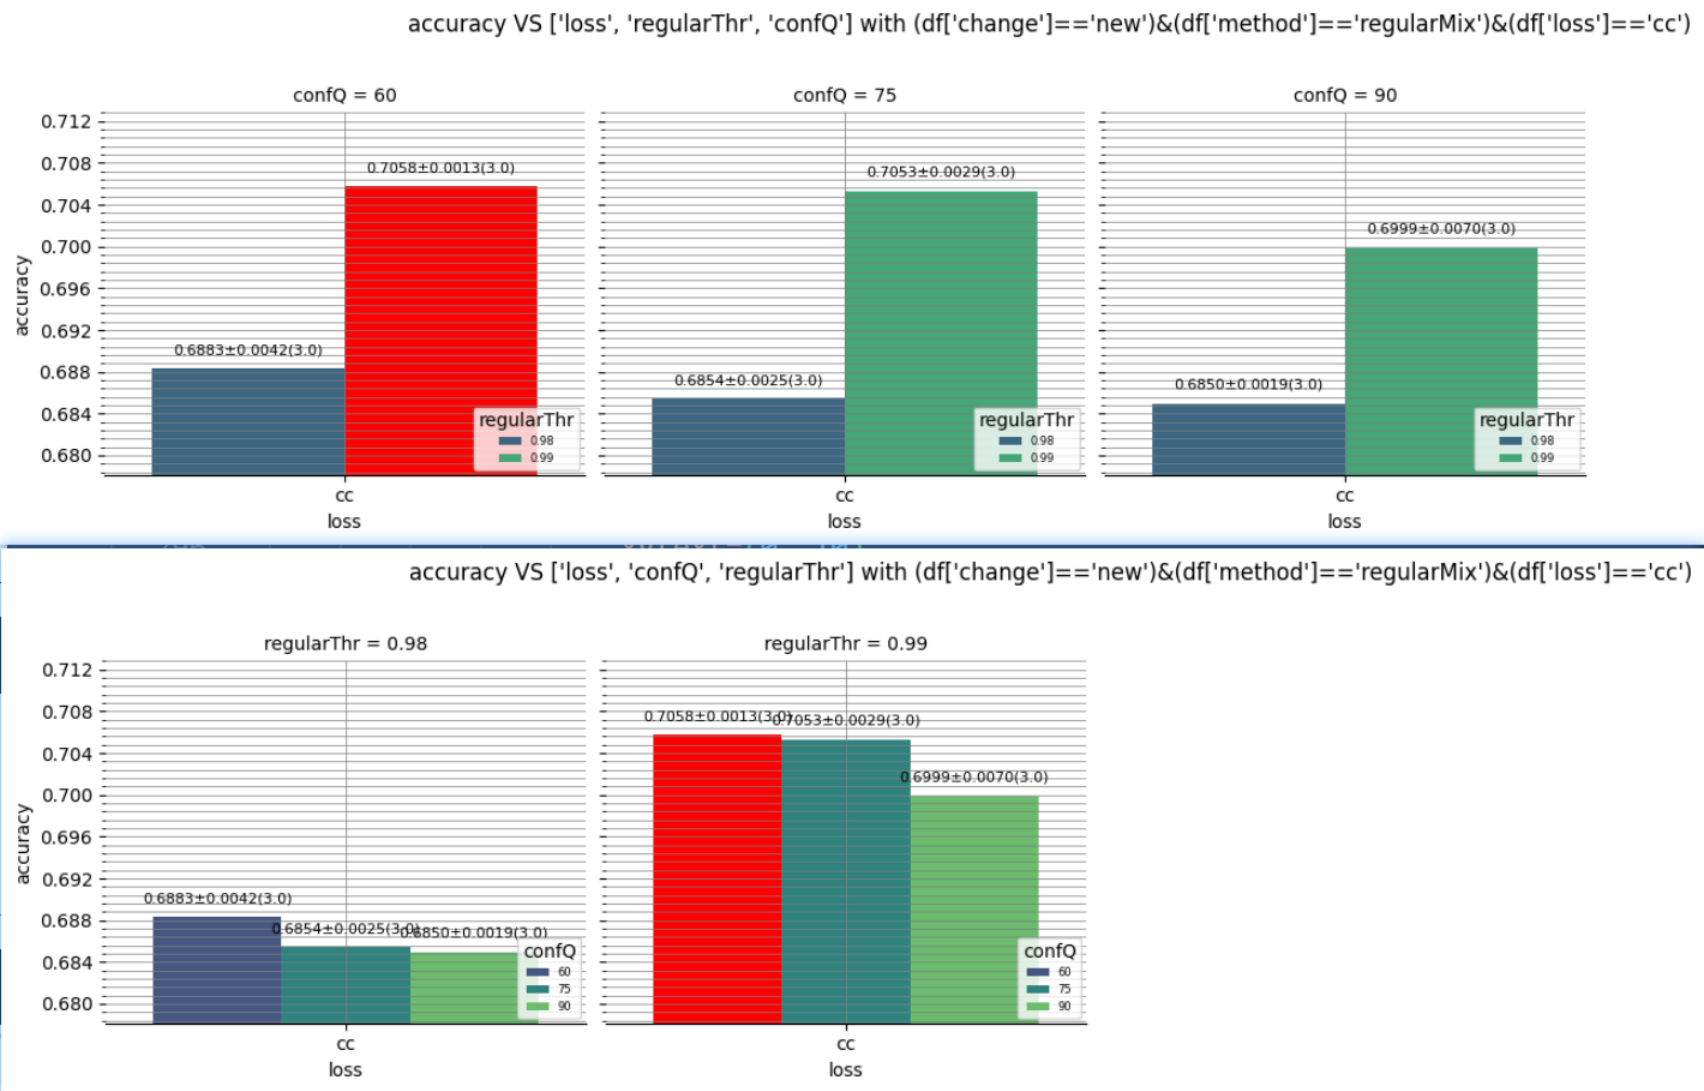 accuracy VS ['loss', 'regularThr', 'confQ'] with (df['change']=='new')&(df['method']=='regularMix')&(df['loss']=='cc')
confQ = 60
confQ = 75
confQ = 90
accuracy
0.712
0.708
0.704
0.700
0.696
0.692
0.688
0.684
0.680
0.6883±0.0042(3.0)
0.7058±0.0013(3.0)
0.6854±0.0025(3.0)
0.7053±0.0029(3.0)
0.6850±0.0019(3.0)
0.6999±0.0070(3.0)
regularThr
0.98
0.99
regularThr
0.98
0.99
regularThr
0.98
0.99
cc
cc
cc
loss
loss
loss
accuracy VS ['loss', 'confQ', 'regularThr'] with (df['change']=='new')&(df['method']=='regularMix')&(df['loss']=='cc')
regularThr = 0.98
regularThr = 0.99
accuracy
0.712
0.708
0.704
0.700
0.696
0.692
0.688
0.684
0.680
0.6883±0.0042(3.0)
0.6854±0.0025(3.0)
0.6850±0.0019(3.0)
0.7058±0.0013(3.0)
0.7053±0.0029(3.0)
0.6999±0.0070(3.0)
confQ
60
75
90
confQ
60
75
90
cc
cc
loss
loss